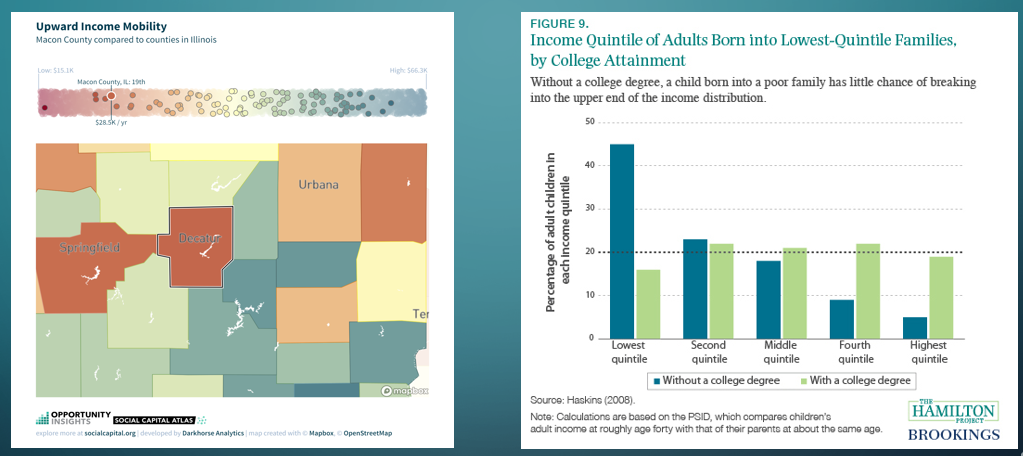 Upward Income Mobility
Macon County compared to counties in Illinois
Low: $15.1K
High: $66.3K
Macon County, IL: 19th
$28.5K / yr
Urbana
Springfield
Decatur
Ter
mapbox
OPPORTUNITY
INSIGHTS
SOCIAL CAPITAL ATLAS
explore more at socialcapital.org | developed by Darkhorse Analytics | map created with © Mapbox, © OpenStreetMap
FIGURE 9.
Income Quintile of Adults Born into Lowest-Quintile Families,
by College Attainment
Without a college degree, a child born into a poor family has little chance of breaking
into the upper end of the income distribution.
Percentage of adult children in
each income quintile
50
40
30
20
10
0
Lowest
quintile
Second
quintile
Middle
quintile
Fourth
quintile
Highest
quintile
Without a college degree
With a college degree
Source: Haskins (2008).
Note: Calculations are based on the PSID, which compares children's
adult income at roughly age forty with that of their parents at about the same age.
THE
HAMILTON
PROJECT
BROOKINGS